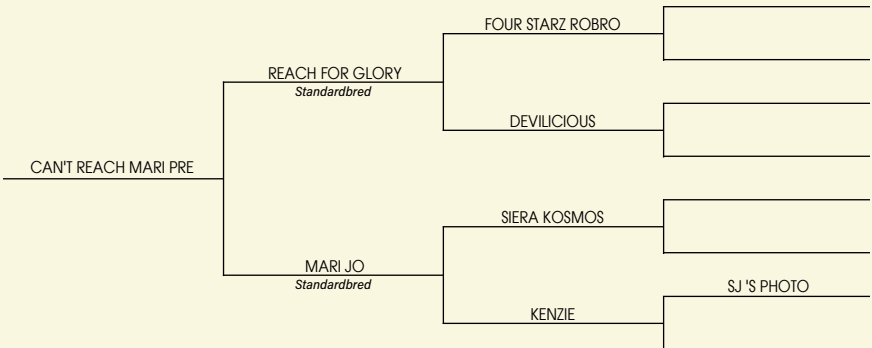 FOUR STARZ ROBRO
REACH FOR GLORY
Standardbred
DEVILICIOUS
CAN'T REACH MARI PRE
SIERA KOSMOS
MARI JO
Standardbred
SJ 'S PHOTO
KENZIE